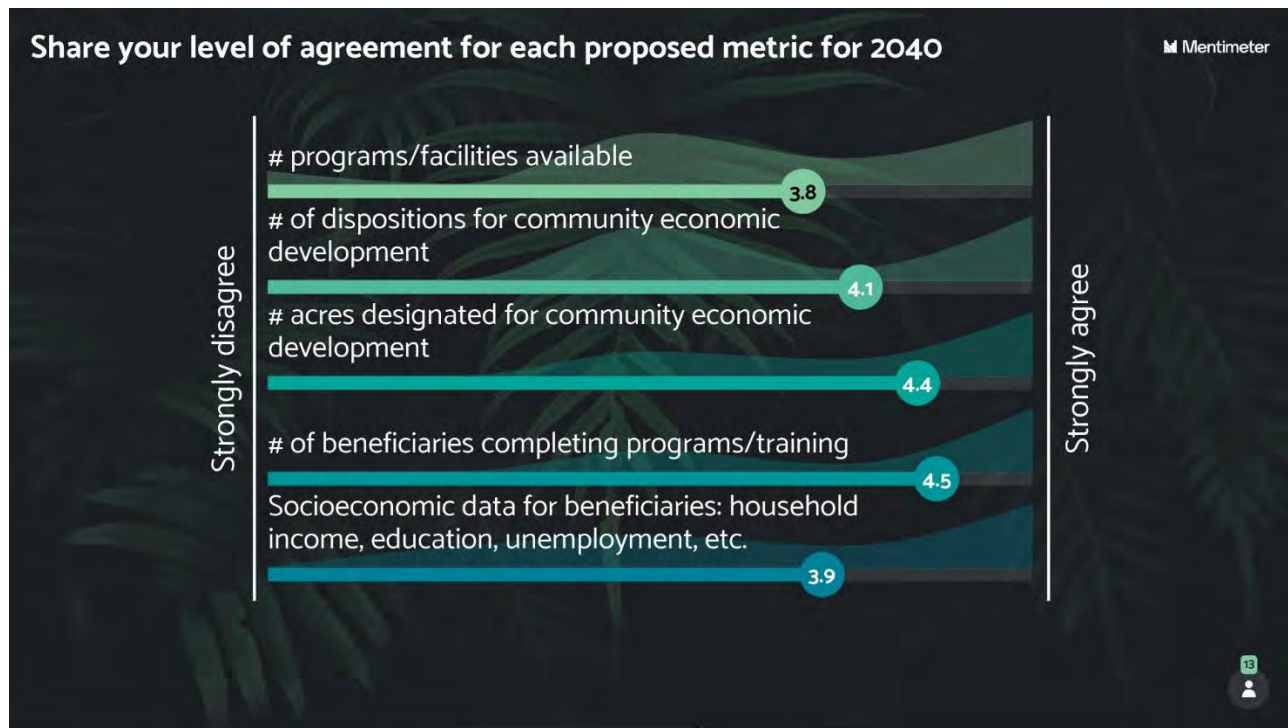 Share your level of agreement for each proposed metric for 2040
Mentimeter
Strongly disagree
# programs/facilities available
3.8
# of dispositions for community economic
development
4.1
# acres designated for community economic
development
4.4
# of beneficiaries completing programs/training
4.5
Socioeconomic data for beneficiaries: household
income, education, unemployment, etc.
3.9
Strongly agree
13